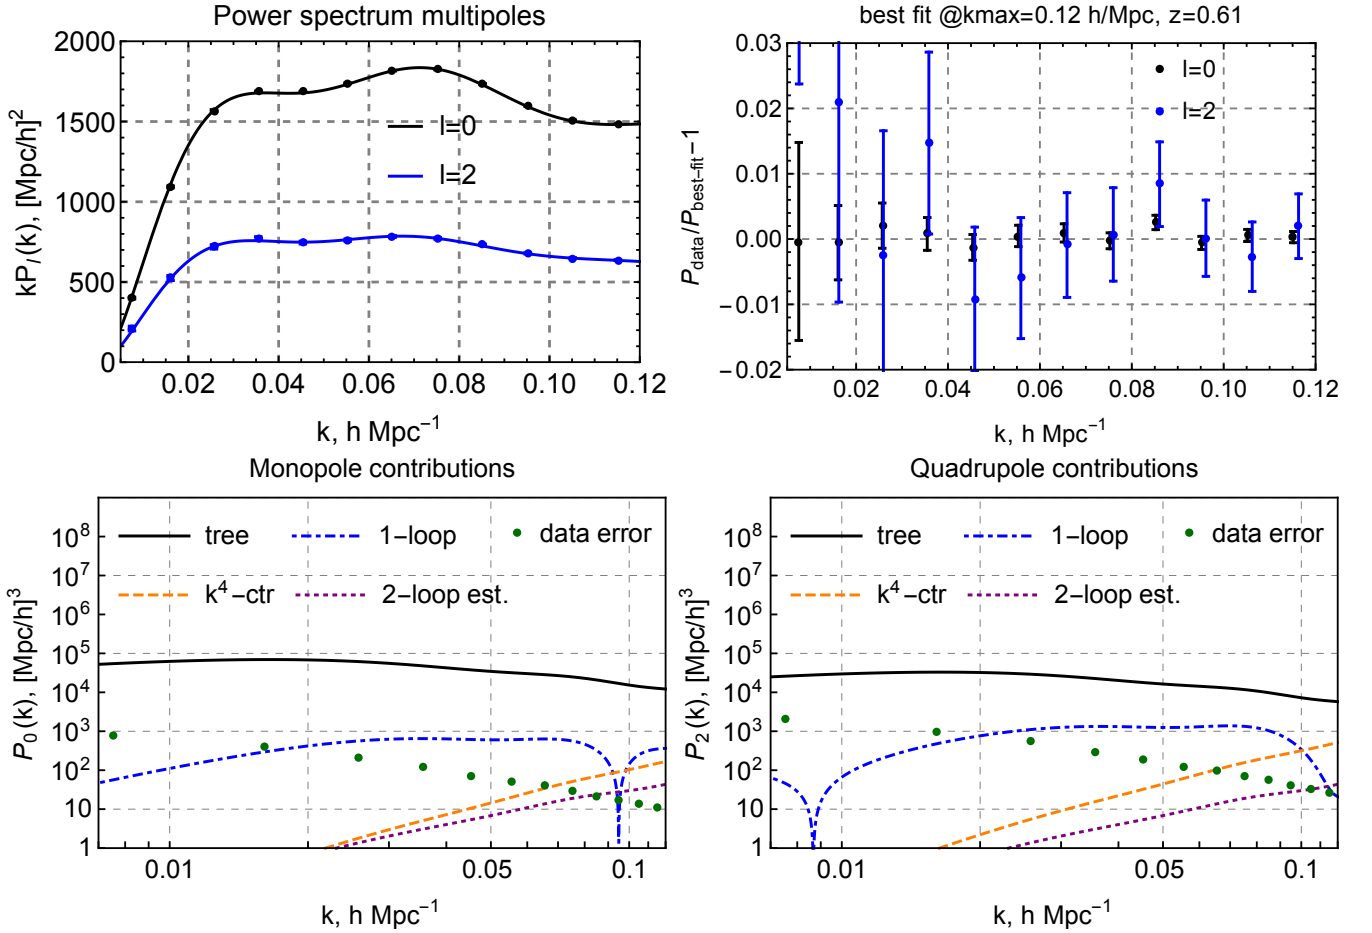 Power spectrum multipoles
2000
1500
1000
500
0
kP_l(k), [Mpc/h]^2
l=0
l=2
0.02 0.04 0.06 0.08 0.10 0.12
k, h Mpc^−1
best fit @kmax=0.12 h/Mpc, z=0.61
0.03
0.02
0.01
0.00
−0.01
−0.02
P_data/P_best−fit−1
l=0
l=2
0.02 0.04 0.06 0.08 0.10 0.12
k, h Mpc^−1
Monopole contributions
10^8
10^7
10^6
10^5
10^4
10^3
10^2
10
1
P_0(k), [Mpc/h]^3
tree 1−loop data error
k^4−ctr 2−loop est.
0.01 0.05 0.1
k, h Mpc^−1
Quadrupole contributions
10^8
10^7
10^6
10^5
10^4
10^3
10^2
10
1
P_2(k), [Mpc/h]^3
tree 1−loop data error
k^4−ctr 2−loop est.
0.01 0.05 0.1
k, h Mpc^−1